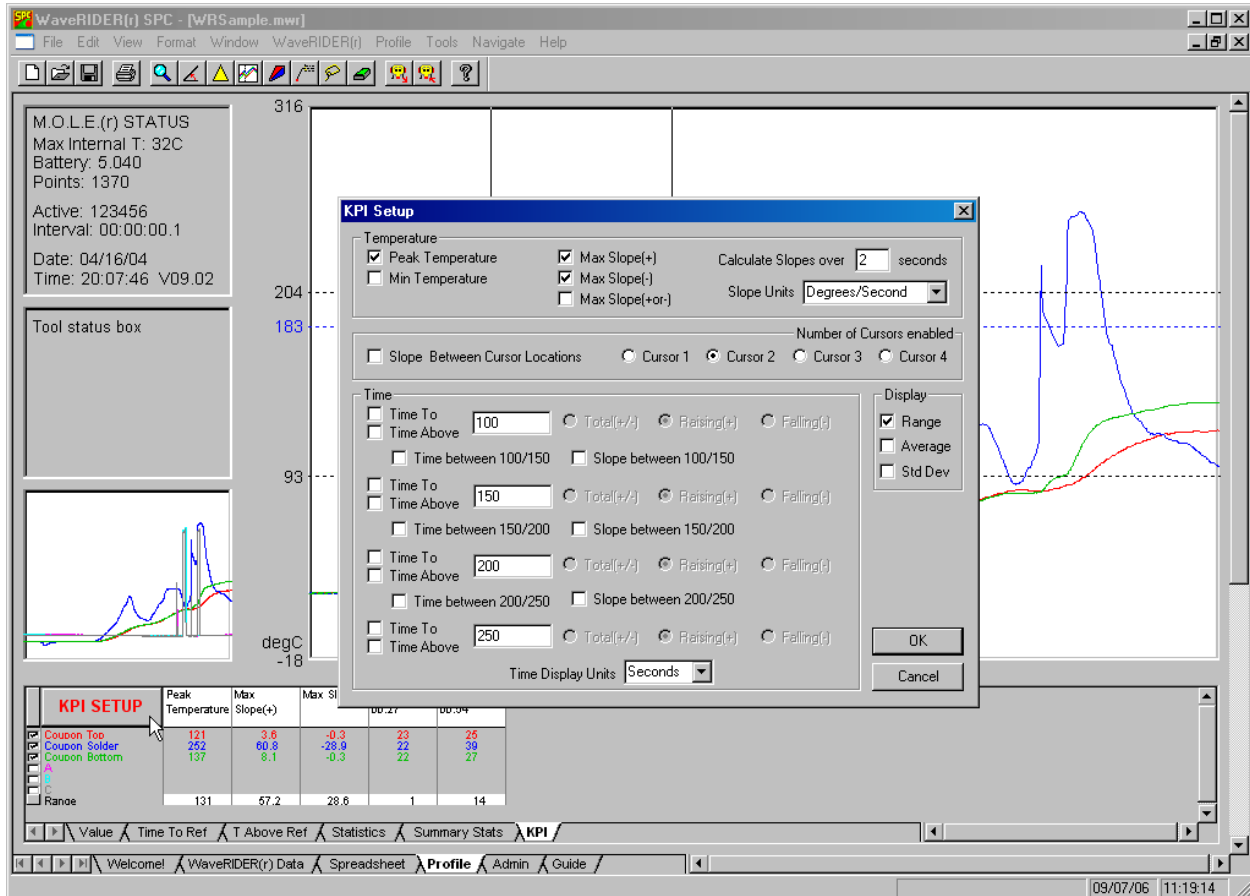 WaveRIDER(r) SPC - [WRSample.mwr]
File Edit View Format Window WaveRIDER(r) Profile Tools Navigate Help
M.O.L.E.(r) STATUS
Max Internal T: 32C
Battery: 5.040
Points: 1370
Active: 123456
Interval: 00:00:00.1
Date: 04/16/04
Time: 20:07:46 V09.02
Tool status box
316
204
183
93
degC
-18
KPI Setup
Temperature
Peak Temperature
Min Temperature
Max Slope(+)
Max Slope(-)
Max Slope(+or-)
Calculate Slopes over 2 seconds
Slope Units Degrees/Second
Number of Cursors enabled
Slope Between Cursor Locations Cursor 1 Cursor 2 Cursor 3 Cursor 4
Time
Time To
Time Above
100 Total(+/-) Raising(+) Falling(-)
Time between 100/150 Slope between 100/150
Time To
Time Above
150 Total(+/-) Raising(+) Falling(-)
Time between 150/200 Slope between 150/200
Time To
Time Above
200 Total(+/-) Raising(+) Falling(-)
Time between 200/250 Slope between 200/250
Time To
Time Above
250 Total(+/-) Raising(+) Falling(-)
Time Display Units Seconds
Display
Range
Average
Std Dev
OK
Cancel
KPI SETUP
Peak Temperature Max Slope(+) Max Sl
Coupon Top 121 3.6 -0.3 23 25
Coupon Solder 252 60.8 -28.9 22 39
Coupon Bottom 137 8.1 -0.3 22 27
A
B
C
Range 131 57.2 28.6 1 14
Value Time To Ref T Above Ref Statistics Summary Stats KPI
Welcome! WaveRIDER(r) Data Spreadsheet Profile Admin Guide
09/07/06 11:19:14